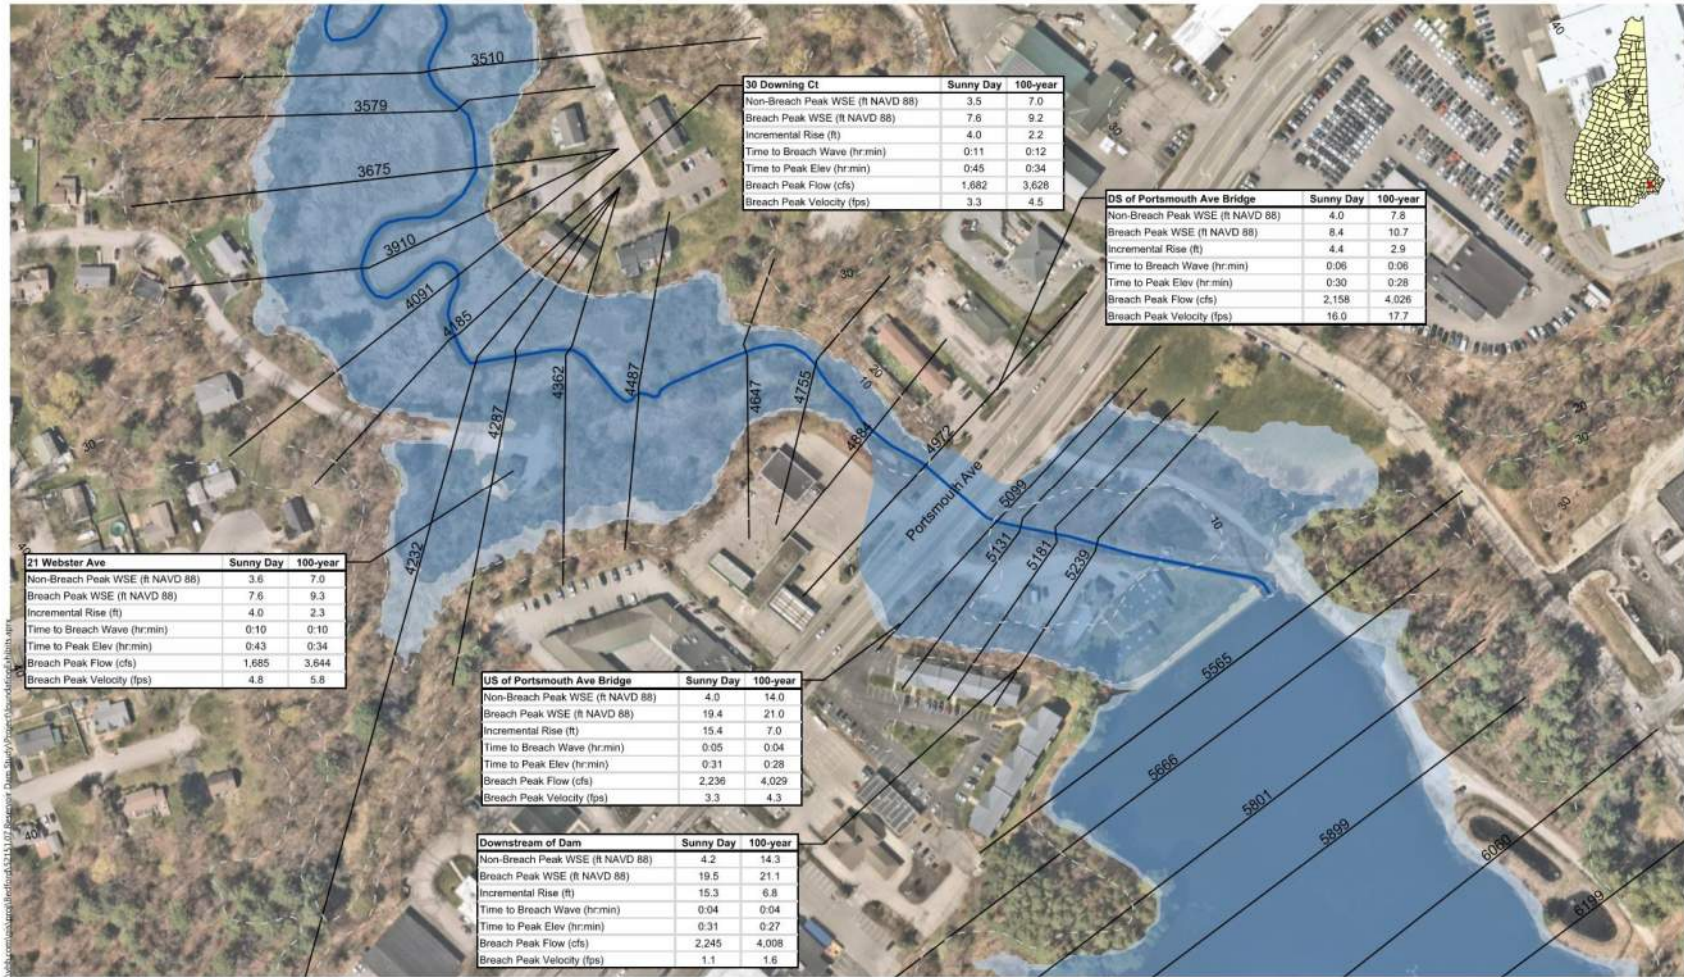 3510
3579
3675
3910
4091
4185
4232
4287
4362
4487
4647
4755
4884
4972
Portsmouth Ave
5099
5131
5181
5239
5565
5666
5801
5899
6060
6199
30 Downing Ct Sunny Day 100-year
Non-Breach Peak WSE (ft NAVD 88) 3.5 7.0
Breach Peak WSE (ft NAVD 88) 7.6 9.2
Incremental Rise (ft) 4.0 2.2
Time to Breach Wave (hr:min) 0:11 0:12
Time to Peak Elev (hr:min) 0:45 0:34
Breach Peak Flow (cfs) 1,682 3,628
Breach Peak Velocity (fps) 3.3 4.5
DS of Portsmouth Ave Bridge Sunny Day 100-year
Non-Breach Peak WSE (ft NAVD 88) 4.0 7.8
Breach Peak WSE (ft NAVD 88) 8.4 10.7
Incremental Rise (ft) 4.4 2.9
Time to Breach Wave (hr:min) 0:06 0:06
Time to Peak Elev (hr:min) 0:30 0:28
Breach Peak Flow (cfs) 2,158 4,026
Breach Peak Velocity (fps) 16.0 17.7
21 Webster Ave Sunny Day 100-year
Non-Breach Peak WSE (ft NAVD 88) 3.6 7.0
Breach Peak WSE (ft NAVD 88) 7.6 9.3
Incremental Rise (ft) 4.0 2.3
Time to Breach Wave (hr:min) 0:10 0:10
Time to Peak Elev (hr:min) 0:43 0:34
Breach Peak Flow (cfs) 1,685 3,644
Breach Peak Velocity (fps) 4.8 5.8
US of Portsmouth Ave Bridge Sunny Day 100-year
Non-Breach Peak WSE (ft NAVD 88) 4.0 14.0
Breach Peak WSE (ft NAVD 88) 19.4 21.0
Incremental Rise (ft) 15.4 7.0
Time to Breach Wave (hr:min) 0:05 0:04
Time to Peak Elev (hr:min) 0:31 0:28
Breach Peak Flow (cfs) 2,236 4,029
Breach Peak Velocity (fps) 3.3 4.3
Downstream of Dam Sunny Day 100-year
Non-Breach Peak WSE (ft NAVD 88) 4.2 14.3
Breach Peak WSE (ft NAVD 88) 19.5 21.1
Incremental Rise (ft) 15.3 6.8
Time to Breach Wave (hr:min) 0:04 0:04
Time to Peak Elev (hr:min) 0:31 0:27
Breach Peak Flow (cfs) 2,245 4,008
Breach Peak Velocity (fps) 1.1 1.6
40
30
30
20
10
10
30
30
30
30
40
40